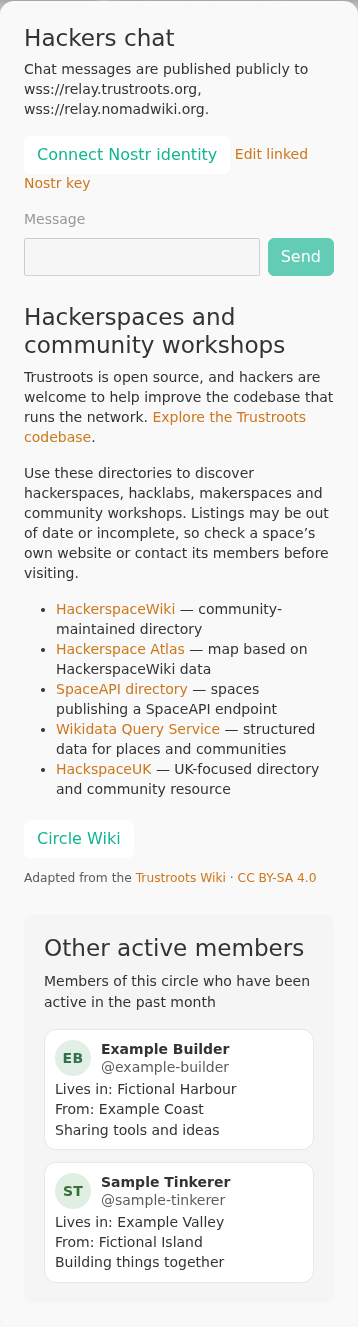 Hackers chat
Chat messages are published publicly to
wss://relay.trustroots.org,
wss://relay.nomadwiki.org.
Connect Nostr identity Edit linked
Nostr key
Message
Send
Hackerspaces and
community workshops
Trustroots is open source, and hackers are
welcome to help improve the codebase that
runs the network. Explore the Trustroots
codebase.
Use these directories to discover
hackerspaces, hacklabs, makerspaces and
community workshops. Listings may be out
of date or incomplete, so check a space’s
own website or contact its members before
visiting.
• HackerspaceWiki — community-
maintained directory
• Hackerspace Atlas — map based on
HackerspaceWiki data
• SpaceAPI directory — spaces
publishing a SpaceAPI endpoint
• Wikidata Query Service — structured
data for places and communities
• HackspaceUK — UK-focused directory
and community resource
Circle Wiki
Adapted from the Trustroots Wiki · CC BY-SA 4.0
Other active members
Members of this circle who have been
active in the past month
EB
Example Builder
@example-builder
Lives in: Fictional Harbour
From: Example Coast
Sharing tools and ideas
ST
Sample Tinkerer
@sample-tinkerer
Lives in: Example Valley
From: Fictional Island
Building things together